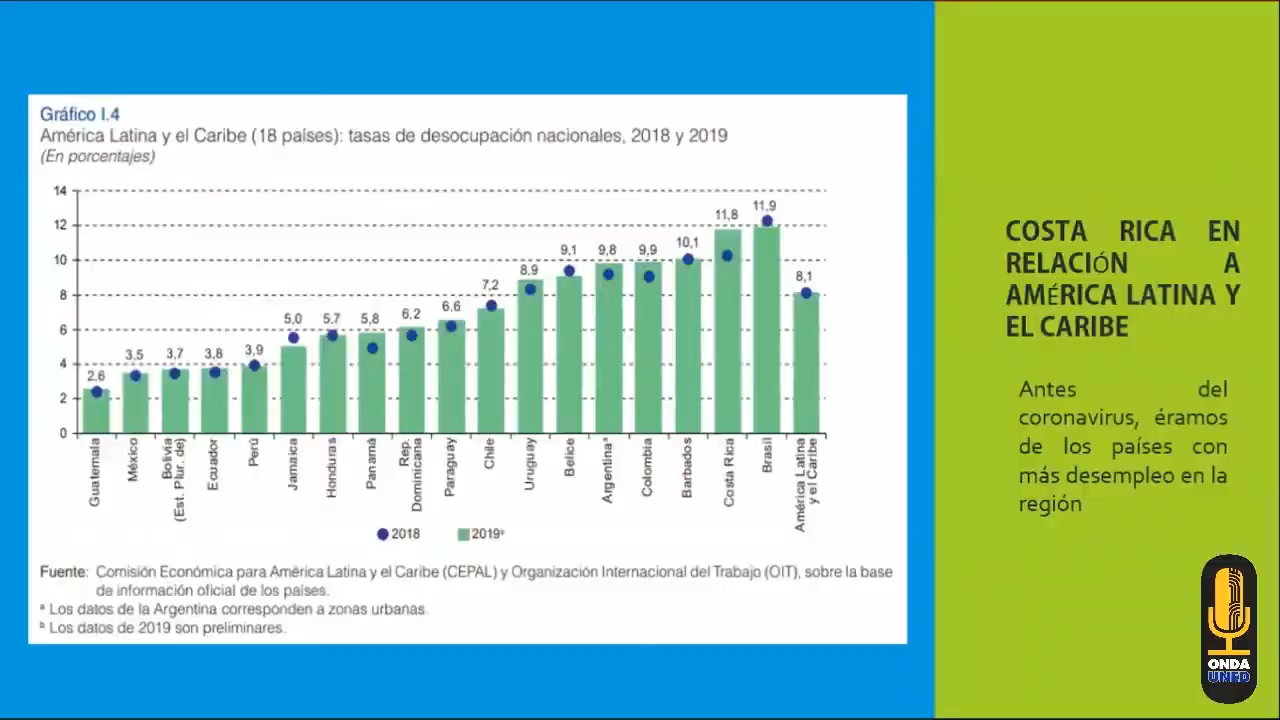 Gráfico I.4
América Latina y el Caribe (18 países): tasas de desocupación nacionales, 2018 y 2019
(En porcentajes)
14
12
10
8
6
4
2
0
2,6
3,5
3,7
3,8
3,9
5,0
5,7
5,8
6,2
6,6
7,2
8,9
9,1
9,8
9,9
10,1
11,8
11,9
8,1
Guatemala
México
Bolivia
(Est. Plur. de)
Ecuador
Perú
Jamaica
Honduras
Panamá
Rep.
Dominicana
Paraguay
Chile
Uruguay
Belice
Argentinaª
Colombia
Barbados
Costa Rica
Brasil
América Latina
y el Caribe
2018
2019ᵇ
Fuente: Comisión Económica para América Latina y el Caribe (CEPAL) y Organización Internacional del Trabajo (OIT), sobre la base
de información oficial de los países.
ª Los datos de la Argentina corresponden a zonas urbanas.
ᵇ Los datos de 2019 son preliminares.
COSTA RICA EN
RELACIÓN A
AMÉRICA LATINA Y
EL CARIBE
Antes del
coronavirus, éramos
de los países con
más desempleo en la
región
ONDA
UNED